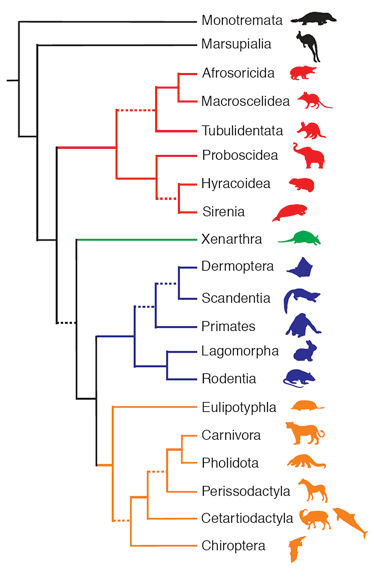 Monotremata
Marsupialia
Afrosoricida
Macroscelidea
Tubulidentata
Proboscidea
Hyracoidea
Sirenia
Xenarthra
Dermoptera
Scandentia
Primates
Lagomorpha
Rodentia
Eulipotyphla
Carnivora
Pholidota
Perissodactyla
Cetartiodactyla
Chiroptera